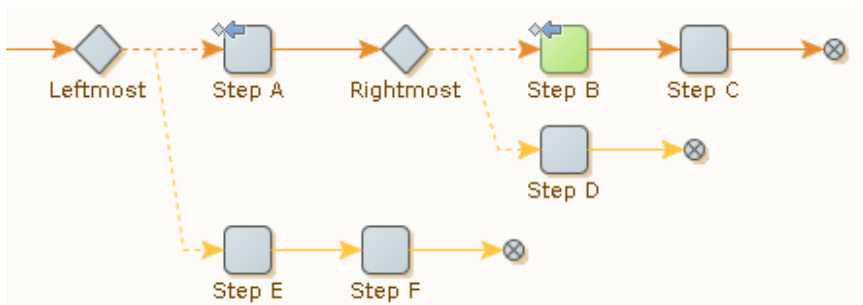 Leftmost
Step A
Rightmost
Step B
Step C
Step D
Step E
Step F